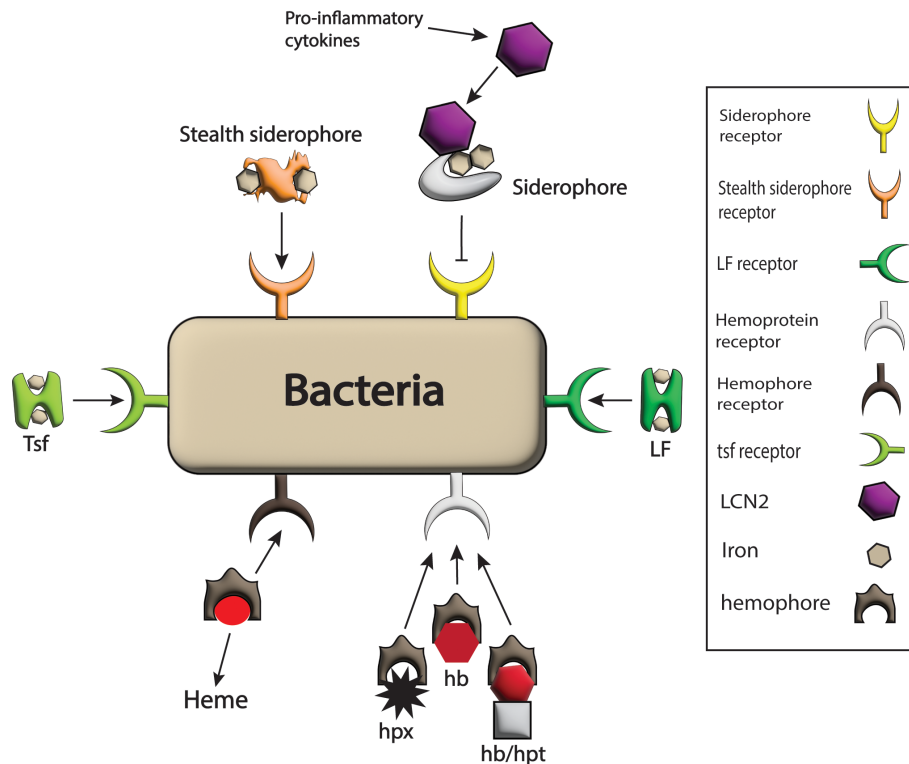 Pro-inflammatory
cytokines
Stealth siderophore
Siderophore
Bacteria
Tsf
LF
Heme
hpx
hb
hb/hpt
Siderophore
receptor
Stealth siderophore
receptor
LF receptor
Hemoprotein
receptor
Hemophore
receptor
tsf receptor
LCN2
Iron
hemophore